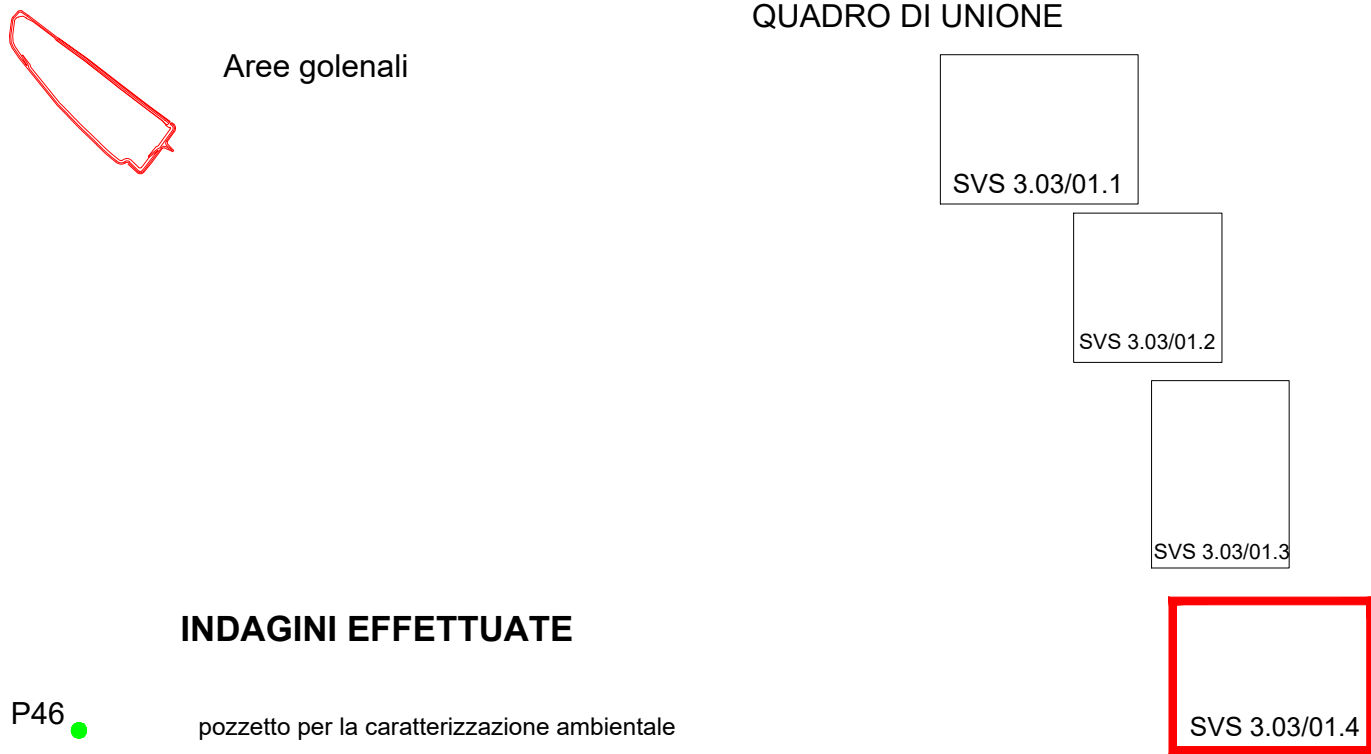 QUADRO DI UNIONE
Aree golenali
SVS 3.03/01.1
SVS 3.03/01.2
SVS 3.03/01.3
INDAGINI EFFETTUATE
P46
pozzetto per la caratterizzazione ambientale
SVS 3.03/01.4